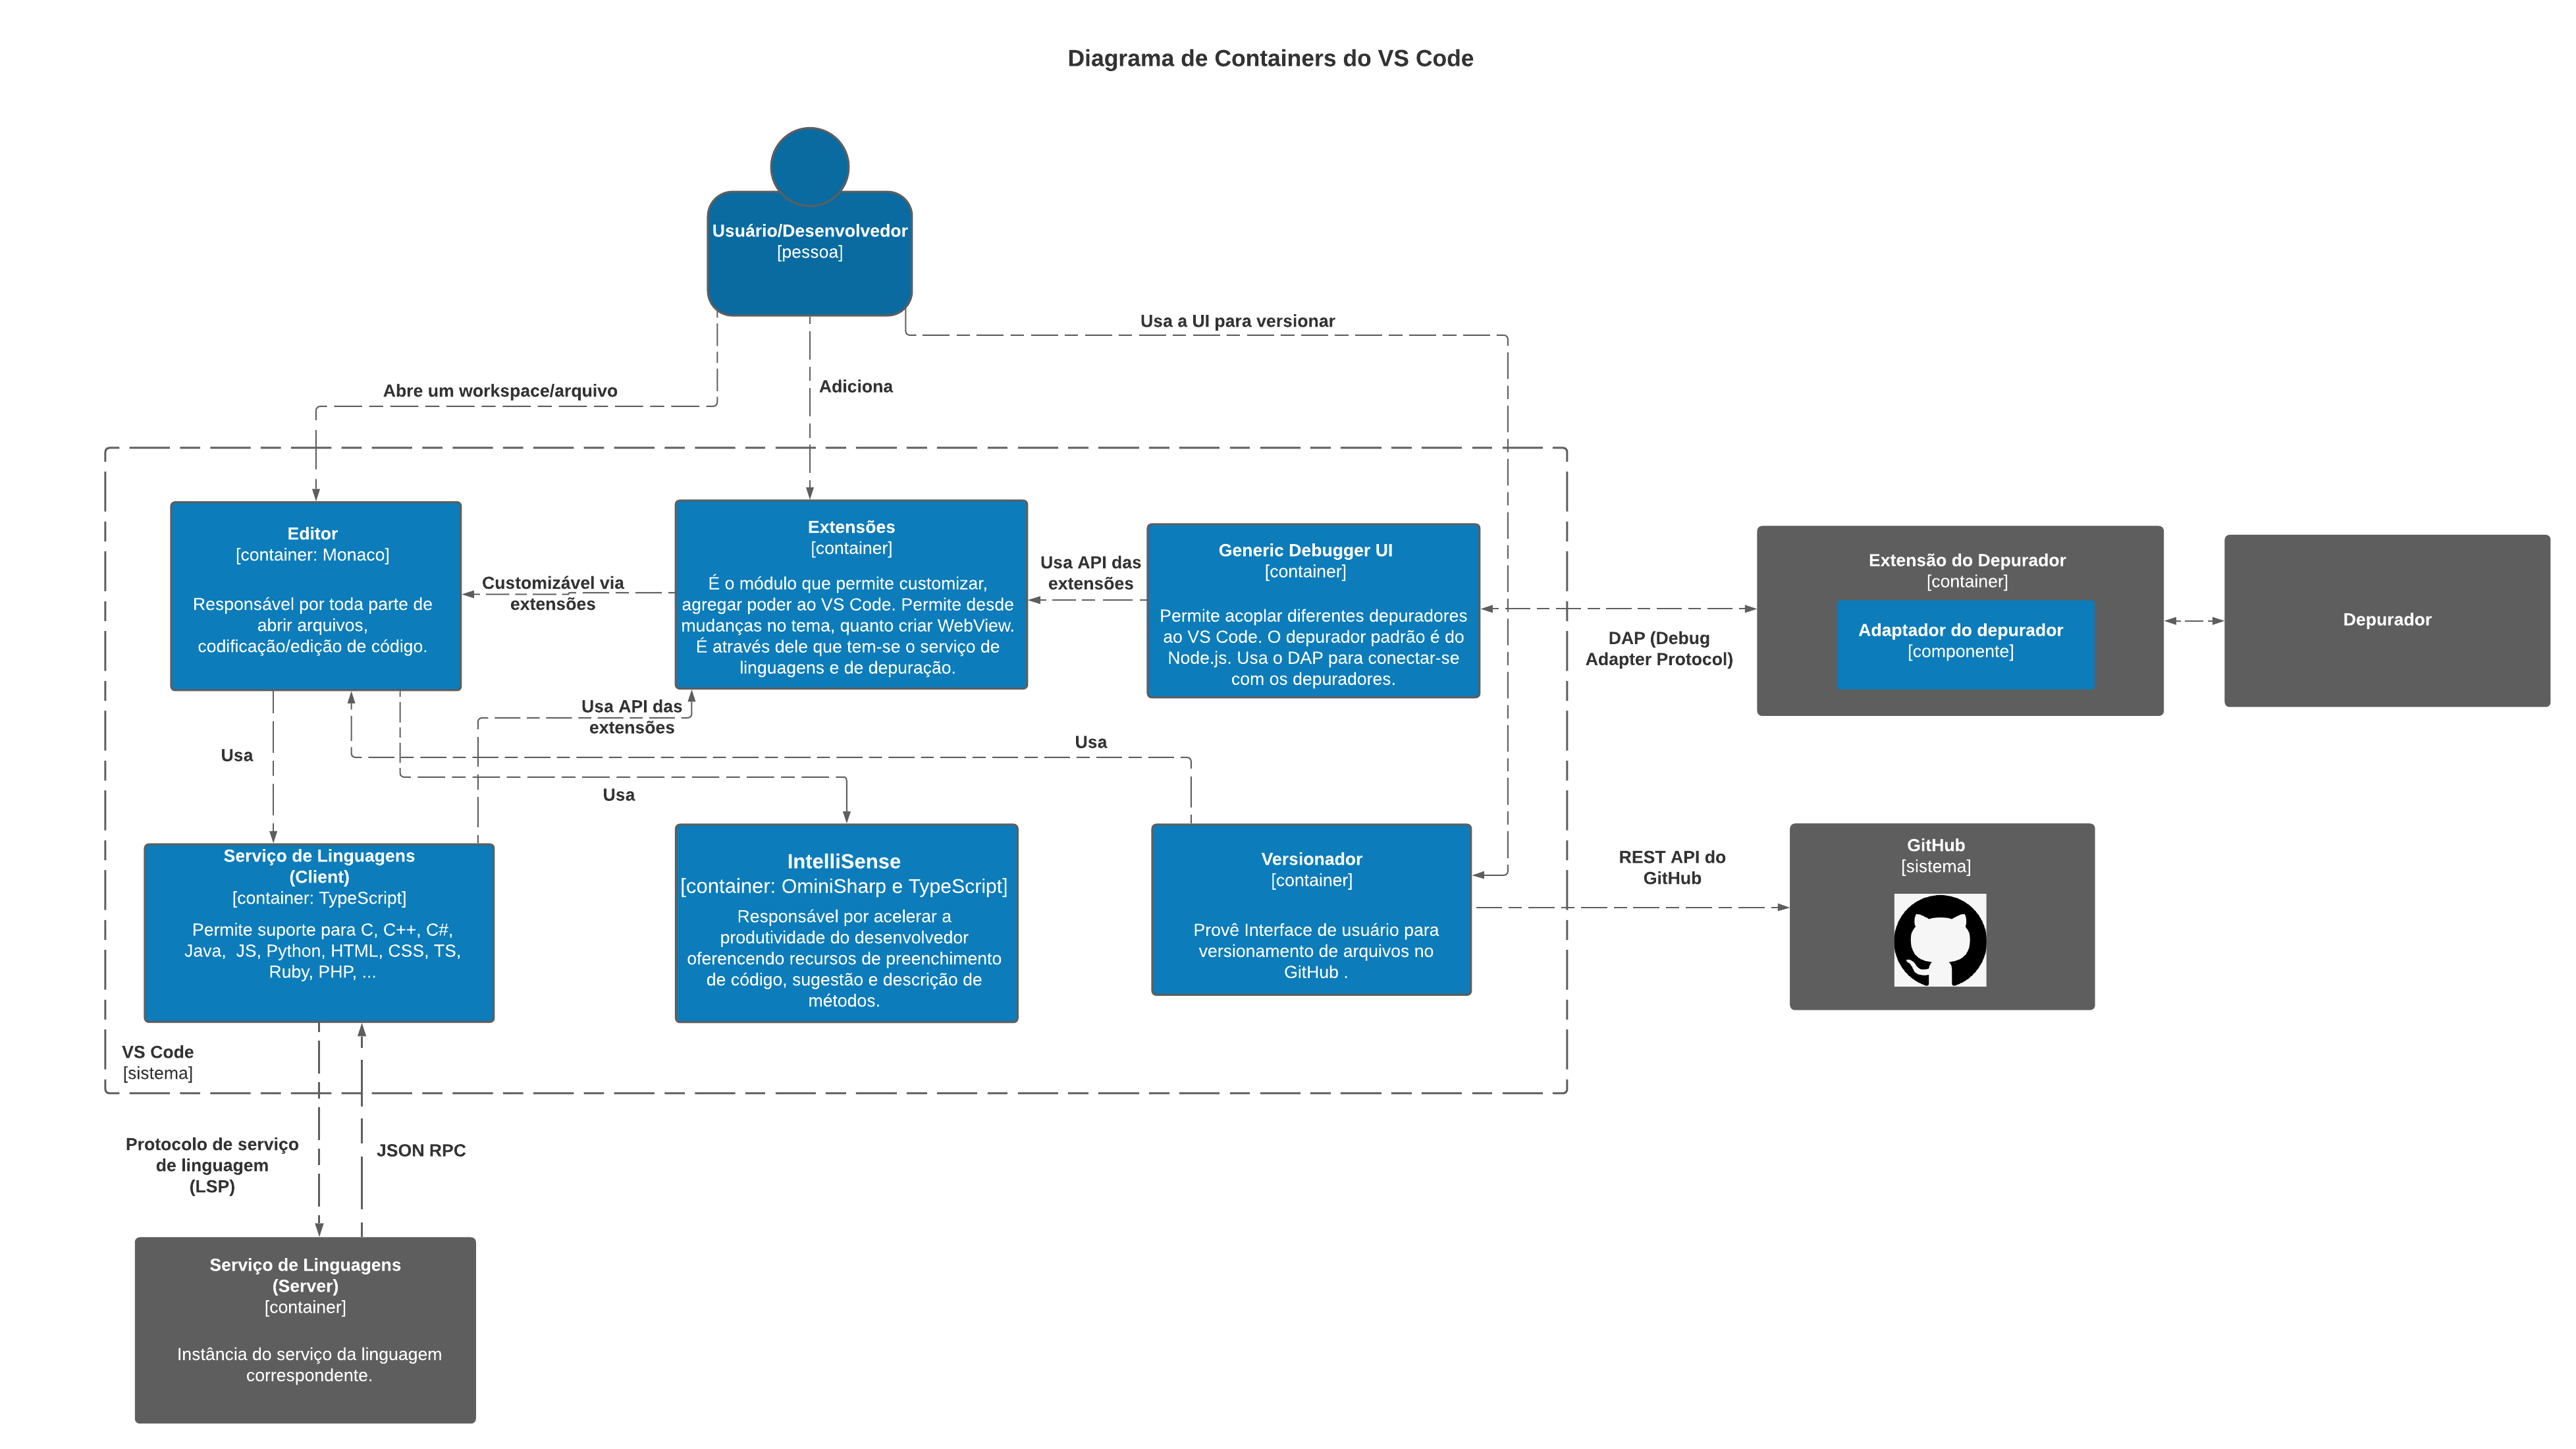 Diagrama de Containers do VS Code
Usuário/Desenvolvedor
[pessoa]
Usa a UI para versionar
Abre um workspace/arquivo
Adiciona
Editor
[container: Monaco]
Responsável por toda parte de
abrir arquivos,
codificação/edição de código.
Customizável via
extensões
Extensões
[container]
É o módulo que permite customizar,
agregar poder ao VS Code. Permite desde
mudanças no tema, quanto criar WebView.
É através dele que tem-se o serviço de
linguagens e de depuração.
Usa API das
extensões
Generic Debugger UI
[container]
Permite acoplar diferentes depuradores
ao VS Code. O depurador padrão é do
Node.js. Usa o DAP para conectar-se
com os depuradores.
DAP (Debug
Adapter Protocol)
Extensão do Depurador
[container]
Adaptador do depurador
[componente]
Depurador
Usa API das
extensões
Usa
Usa
Usa
Serviço de Linguagens
(Client)
[container: TypeScript]
Permite suporte para C, C++, C#,
Java,  JS, Python, HTML, CSS, TS,
Ruby, PHP, ...
IntelliSense
[container: OminiSharp e TypeScript]
Responsável por acelerar a
produtividade do desenvolvedor
oferencendo recursos de preenchimento
de código, sugestão e descrição de
métodos.
Versionador
[container]
Provê Interface de usuário para
versionamento de arquivos no
GitHub .
REST API do
GitHub
GitHub
[sistema]
VS Code
[sistema]
Protocolo de serviço
de linguagem
(LSP)
JSON RPC
Serviço de Linguagens
(Server)
[container]
Instância do serviço da linguagem
correspondente.